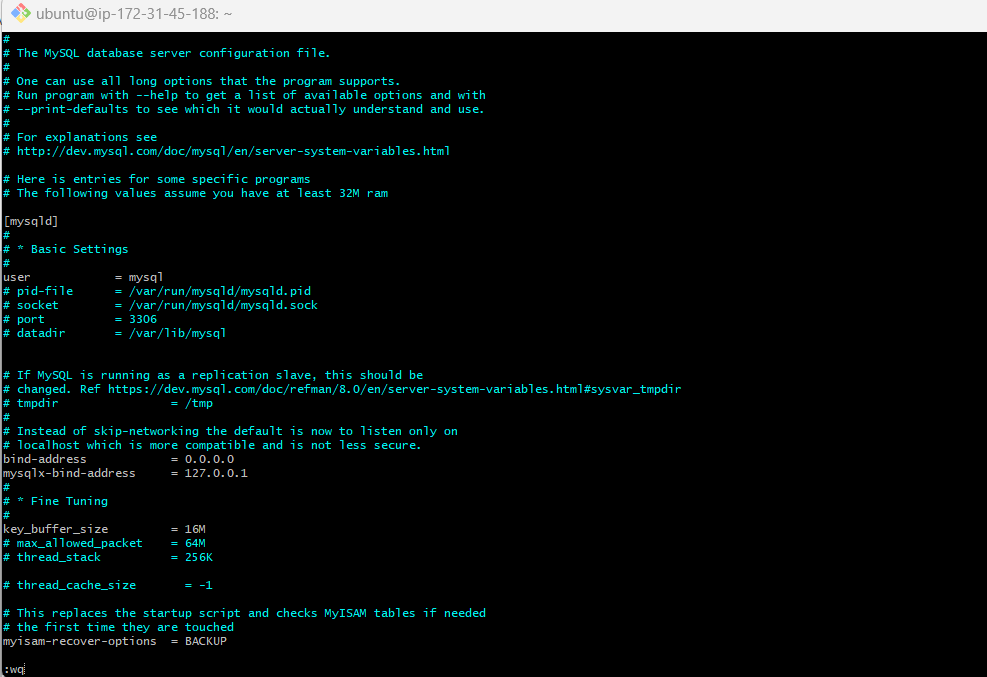 ubuntu@ip-172-31-45-188: ~
#
# The MySQL database server configuration file.
#
# One can use all long options that the program supports.
# Run program with --help to get a list of available options and with
# --print-defaults to see which it would actually understand and use.
#
# For explanations see
# http://dev.mysql.com/doc/mysql/en/server-system-variables.html

# Here is entries for some specific programs
# The following values assume you have at least 32M ram

[mysqld]
#
# * Basic Settings
#
user            = mysql
# pid-file      = /var/run/mysqld/mysqld.pid
# socket        = /var/run/mysqld/mysqld.sock
# port          = 3306
# datadir       = /var/lib/mysql


# If MySQL is running as a replication slave, this should be
# changed. Ref https://dev.mysql.com/doc/refman/8.0/en/server-system-variables.html#sysvar_tmpdir
# tmpdir                = /tmp
#
# Instead of skip-networking the default is now to listen only on
# localhost which is more compatible and is not less secure.
bind-address            = 0.0.0.0
mysqlx-bind-address     = 127.0.0.1
#
# * Fine Tuning
#
key_buffer_size         = 16M
# max_allowed_packet    = 64M
# thread_stack          = 256K

# thread_cache_size       = -1

# This replaces the startup script and checks MyISAM tables if needed
# the first time they are touched
myisam-recover-options  = BACKUP

:wq